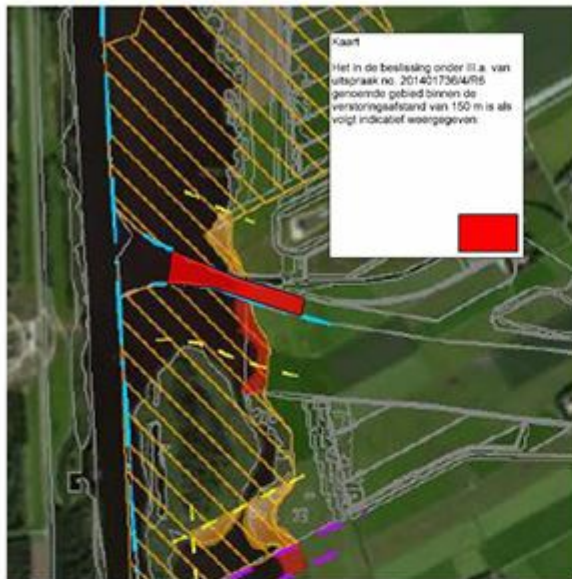 Kaart
Het in de beslissing onder III.a. van
uitspraak no. 201401736/4/R6
genoemde gebied binnen de
verstoringsafstand van 150 m is als
volgt indicatief weergegeven: